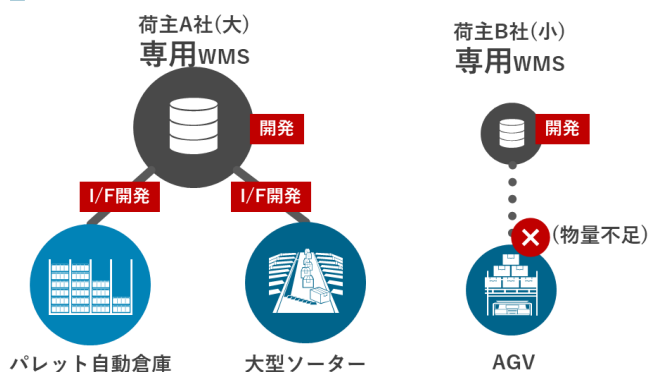 荷主A社(大)
専用WMS
開発
I/F開発
I/F開発
パレット自動倉庫
大型ソーター
荷主B社(小)
専用WMS
開発
(物量不足)
AGV